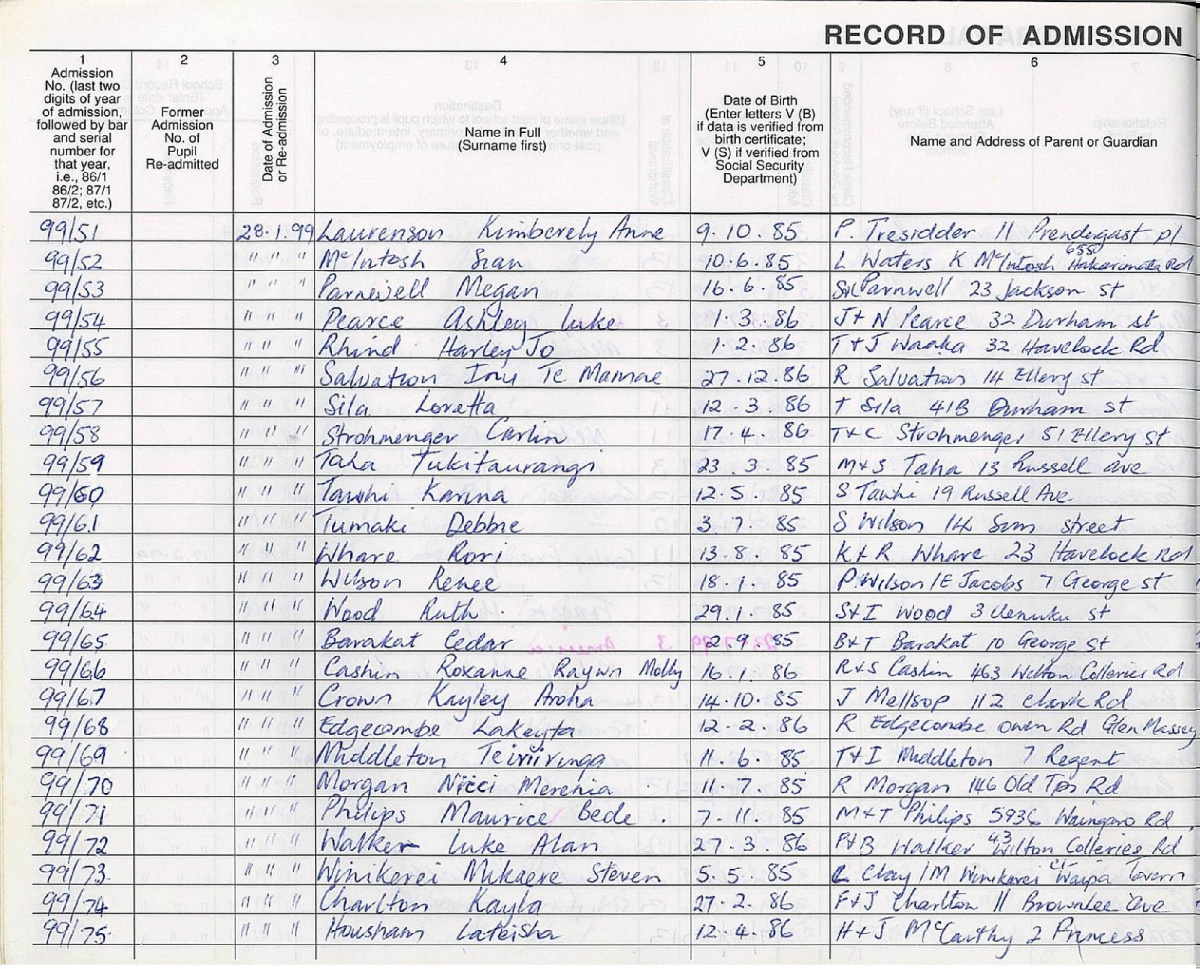 RECORD OF ADMISSION
1 2 3 4 5 6
Admission No. (last two digits of year of admission, followed by bar and serial number for that year, i.e., 86/1 86/2; 87/1 87/2, etc.)
Former Admission No. of Pupil Re-admitted
Date of Admission or Re-admission
Name in Full (Surname first)
Date of Birth (Enter letters V (B) if data is verified from birth certificate; V (S) if verified from Social Security Department)
Name and Address of Parent or Guardian
99/51 28.1.99 Laurenson Kimberely Anne 9.10.85 P. Tresidder 11 Prendergast pl
99/52 " " " McIntosh Sian 10.6.85 L Waters K McIntosh 655 Hakarimata Rd
99/53 " " " Parnwell Megan 16.6.85 Parnwell 23 Jackson st
99/54 " " " Pearce Ashley Luke 1.3.86 J+N Pearce 32 Durham st
99/55 " " " Rhind Harley Jo 1.2.86 T+J Waaka 32 Havelock Rd
99/56 " " " Salvation Te 27.12.86 R Salvation 14 Ellery st
99/57 " " " Sila Loretta 12.3.86 T Sila 41B Durham st
99/58 " " " Strohmenger Carlin 17.4.86 T+C Strohmenger 51 Ellery st
99/59 " " " Taha Tukitaurangi 23.3.85 M+S Taha 13 Russell ave
99/60 " " " Tawhi Karina 12.5.85 S Tawhi 19 Russell Ave
99/61 " " " Tumaki Debbie 3.7.85 S Wilson 14 Sum street
99/62 " " " Whare Rori 13.8.85 K+R Whare 23 Havelock Rd
99/63 " " " Wilson Renee 18.1.85 P.Wilson/E Jacobs 7 George st
99/64 " " " Wood Ruth 29.1.85 S+I Wood 3 Uenuku st
99/65 " " " Barakat Cedar 2.9.85 B+T Barakat 10 George st
99/66 " " " Cashin Roxanne Raywn Molly 16.1.86 R+S Cashin 463 Wilton Collieries Rd
99/67 " " " Crown Kayley Aroha 14.10.85 J Mellsop 112 Clark Rd
99/68 " " " Edgecombe Lakeyta 12.2.86 R Edgecombe Owen Rd Glen Massey
99/69 " " " Middleton 11.6.85 T+I Middleton 7 Regent
99/70 " " " Morgan Nicci Merehia 11.7.85 R Morgan 146 Old Rd
99/71 " " " Philips Maurice Bede 7.11.85 M+T Philips 5936 Waingaro Rd
99/72 " " " Walker Luke Alan 27.3.86 Walker 43 Wilton Colleries Rd
99/73 " " " Winikerei Mikaere Steven 5.5.85 Clay/M Winikerei Waipa Tavern
99/74 " " " Charlton Kayla 27.2.86 F+J Charlton 11 Brownlee Ave
99/75 " " " Housham Lateisha 12.4.86 H+J McCarthy 2 Princess